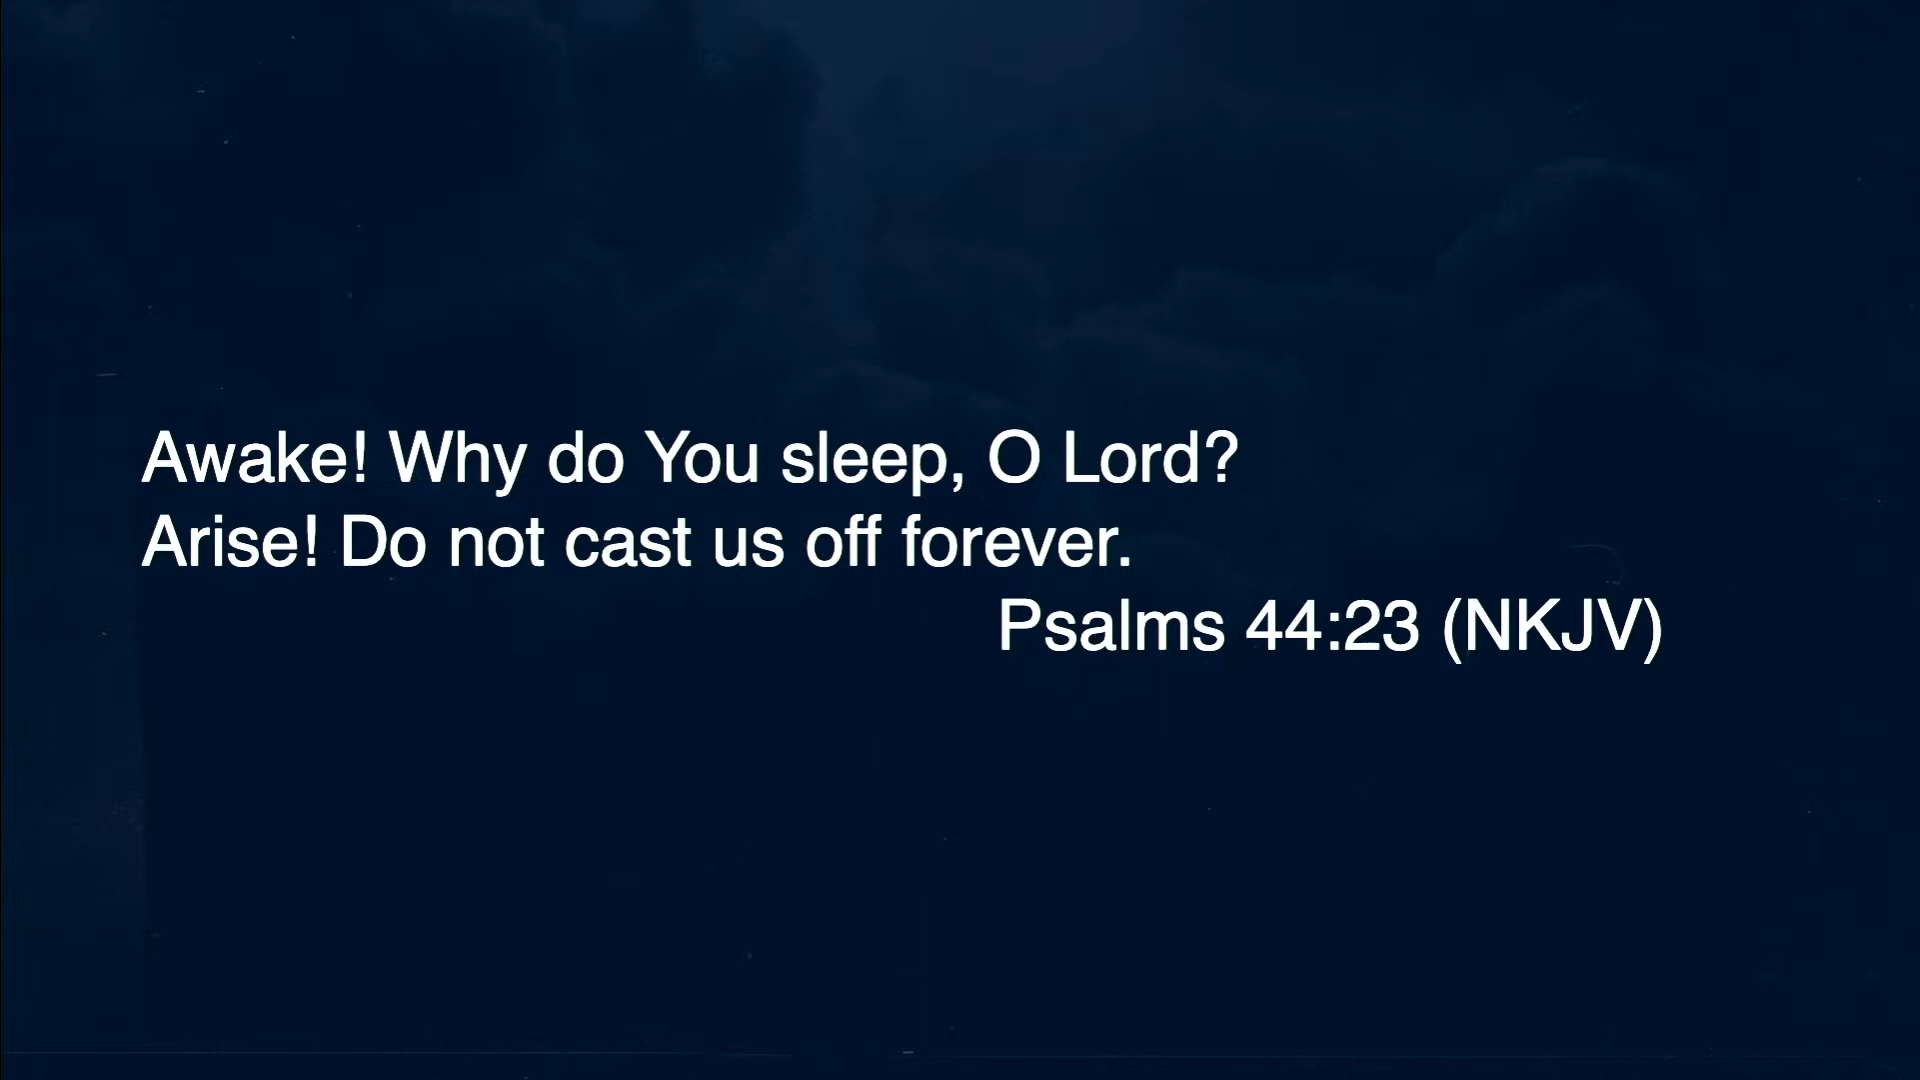 Awake! Why do You sleep, O Lord?
Arise! Do not cast us off forever.
Psalms 44:23 (NKJV)